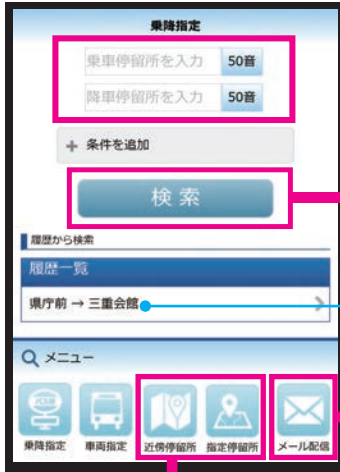 乗降指定
乗車停留所を入力 50音
降車停留所を入力 50音
+ 条件を追加
検索
履歴から検索
履歴一覧
県庁前 → 三重会館
メニュー
乗降指定 車両指定 近傍停留所 指定停留所 メール配信